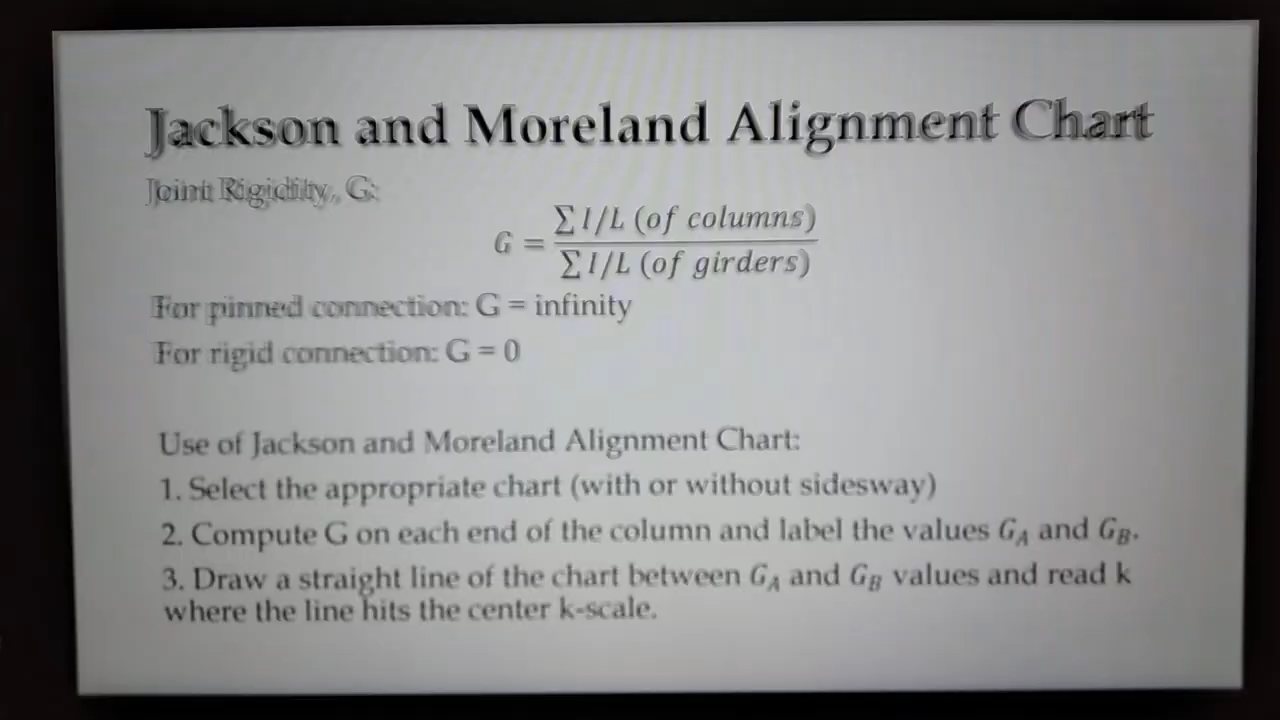 Jackson and Moreland Alignment Chart
Joint Rigidity, G:
G = ∑ I/L (of columns)
∑ I/L (of girders)
For pinned connection: G = infinity
For rigid connection: G = 0
Use of Jackson and Moreland Alignment Chart:
1. Select the appropriate chart (with or without sidesway)
2. Compute G on each end of the column and label the values G_A and G_B.
3. Draw a straight line of the chart between G_A and G_B values and read k
where the line hits the center k-scale.